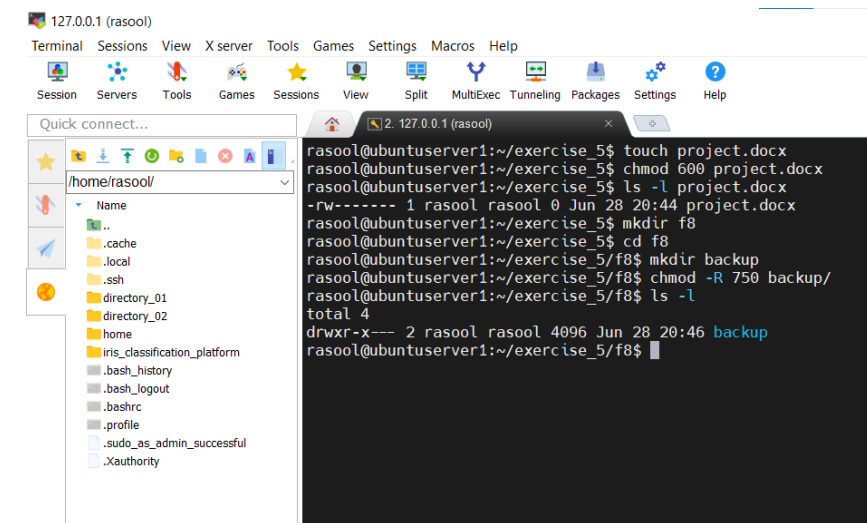 127.0.0.1 (rasool)
Terminal Sessions View X server Tools Games Settings Macros Help
Session Servers Tools Games Sessions View Split MultiExec Tunneling Packages Settings Help
Quick connect...
2. 127.0.0.1 (rasool)
/home/rasool/
Name
..
.cache
.local
.ssh
directory_01
directory_02
home
iris_classification_platform
.bash_history
.bash_logout
.bashrc
.profile
.sudo_as_admin_successful
.Xauthority
rasool@ubuntuserver1:~/exercise_5$ touch project.docx
rasool@ubuntuserver1:~/exercise_5$ chmod 600 project.docx
rasool@ubuntuserver1:~/exercise_5$ ls -l project.docx
-rw------- 1 rasool rasool 0 Jun 28 20:44 project.docx
rasool@ubuntuserver1:~/exercise_5$ mkdir f8
rasool@ubuntuserver1:~/exercise_5$ cd f8
rasool@ubuntuserver1:~/exercise_5/f8$ mkdir backup
rasool@ubuntuserver1:~/exercise_5/f8$ chmod -R 750 backup/
rasool@ubuntuserver1:~/exercise_5/f8$ ls -l
total 4
drwxr-x--- 2 rasool rasool 4096 Jun 28 20:46 backup
rasool@ubuntuserver1:~/exercise_5/f8$